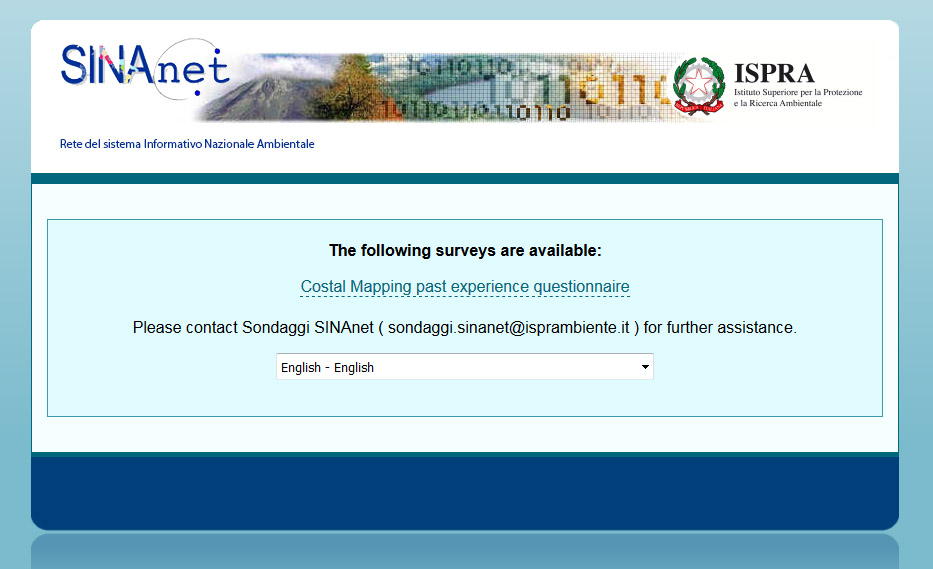 SINAnet
ISPRA
Istituto Superiore per la Protezione
e la Ricerca Ambientale
Rete del sistema Informativo Nazionale Ambientale
The following surveys are available:
Costal Mapping past experience questionnaire
Please contact Sondaggi SINAnet ( sondaggi.sinanet@isprambiente.it ) for further assistance.
English - English